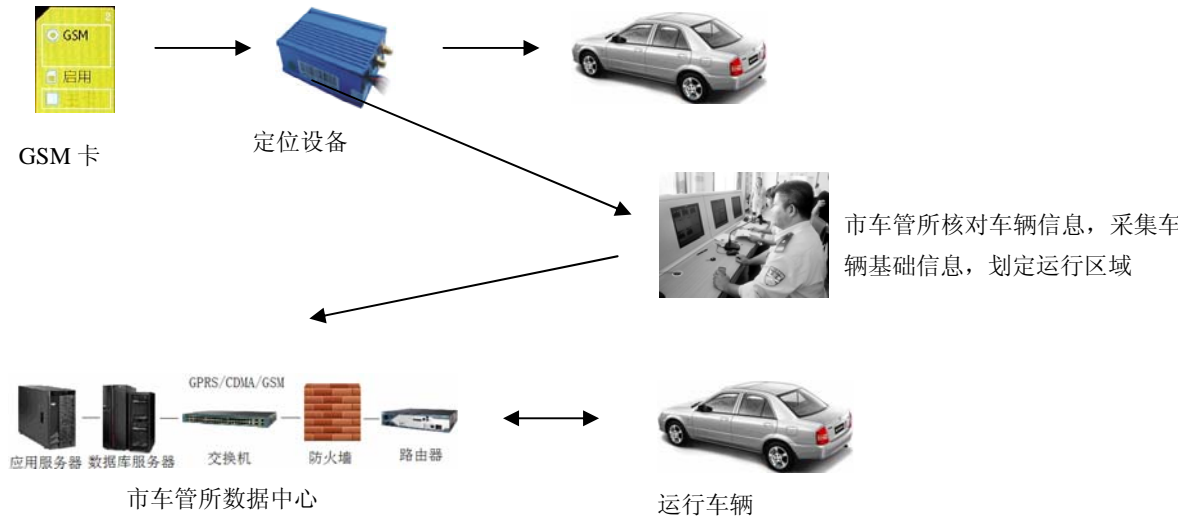 2
GSM
启用
GSM 卡
定位设备
市车管所核对车辆信息，采集车
辆基础信息，划定运行区域
GPRS/CDMA/GSM
应用服务器 数据库服务器 交换机 防火墙 路由器
市车管所数据中心
运行车辆